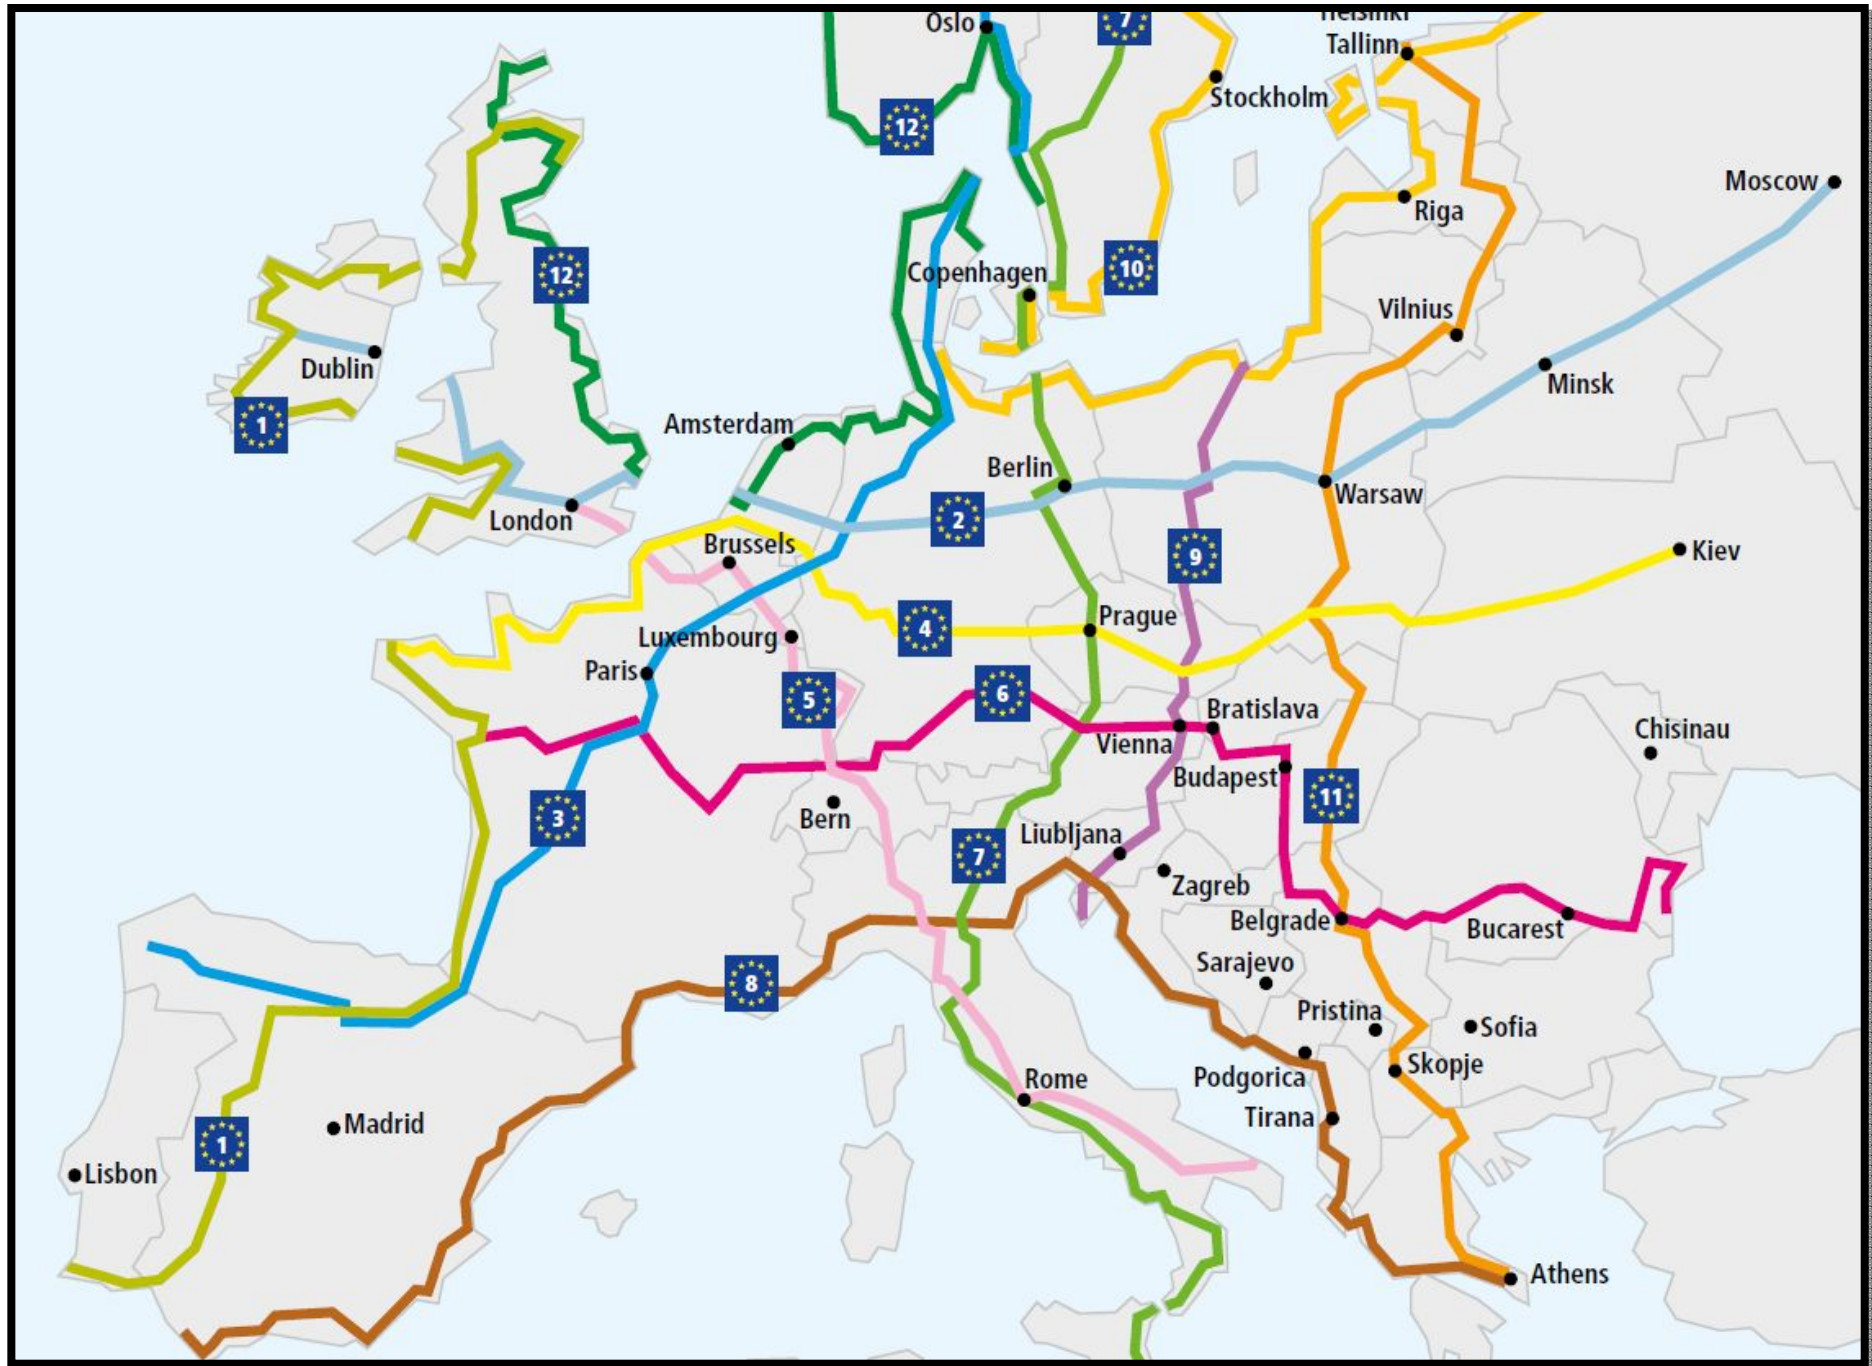 Oslo
7
Helsinki
Tallinn
Stockholm
12
Moscow
Riga
12
Copenhagen
10
Vilnius
Dublin
Minsk
1
Amsterdam
Berlin
Warsaw
London
2
Brussels
9
Kiev
Prague
4
Luxembourg
Paris
5
6
Bratislava
Chisinau
Vienna
Budapest
11
3
Bern
Liubljana
7
Zagreb
Belgrade
Bucarest
Sarajevo
8
Pristina
Sofia
Skopje
Podgorica
Rome
Tirana
Madrid
1
Lisbon
Athens